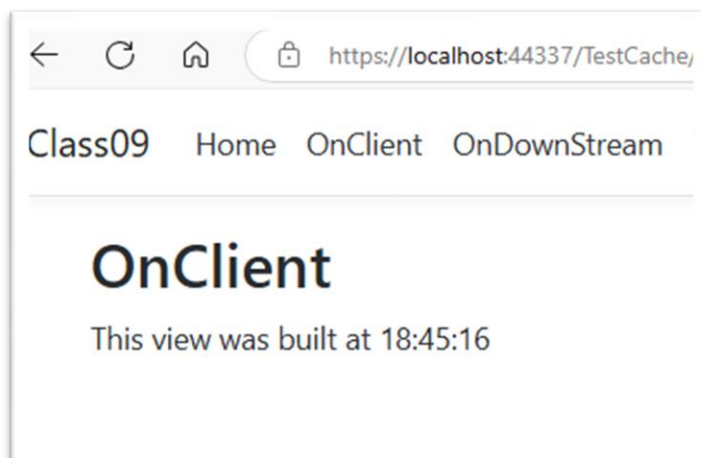 https://localhost:44337/TestCache/
Class09 Home OnClient OnDownStream
OnClient
This view was built at 18:45:16